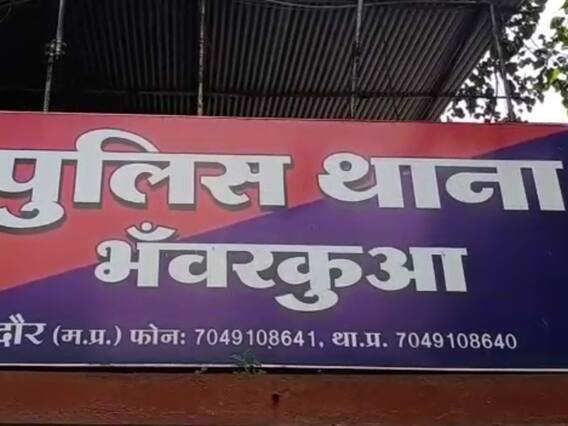 पुलिस थाना
भँवरकुआ
दौर (म.प्र.) फोन: 7049108641, था.प्र. 7049108640